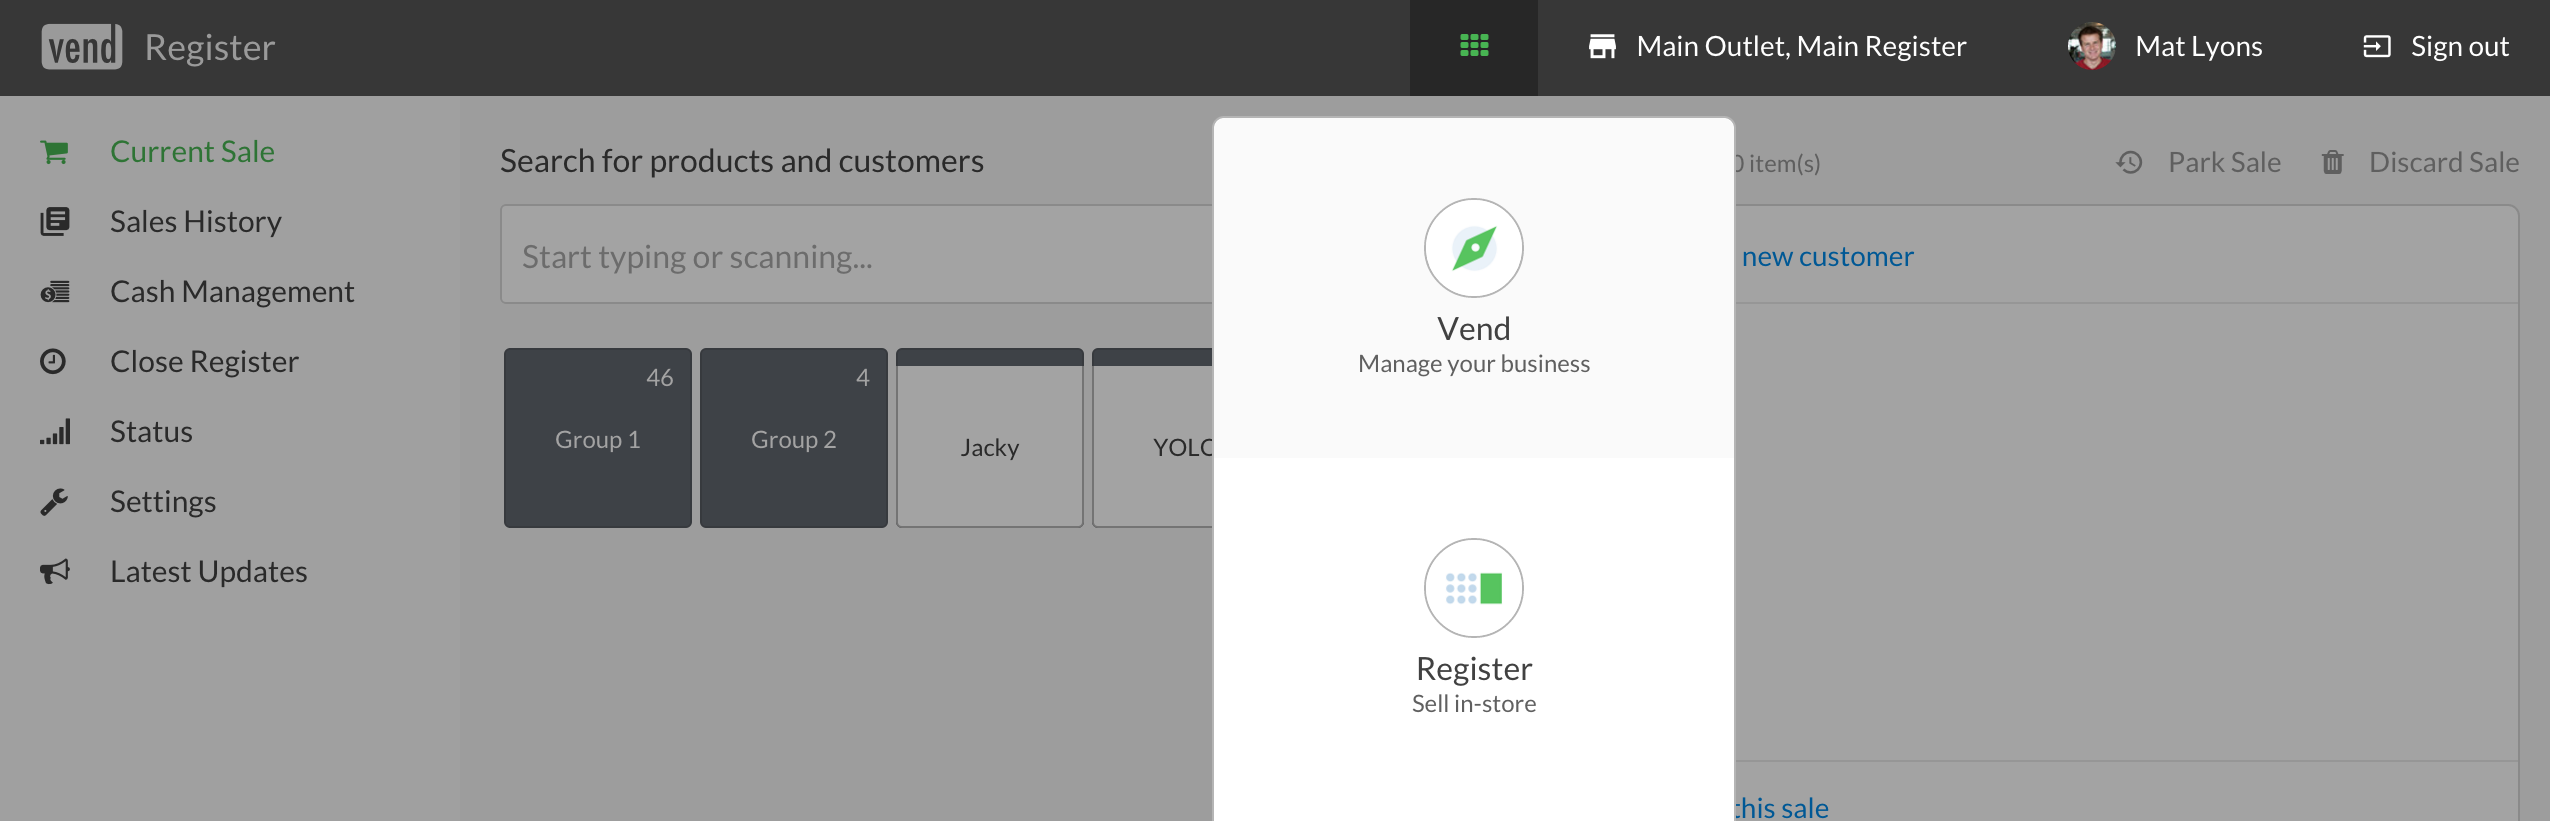 vend Register
Main Outlet, Main Register
Mat Lyons
Sign out
Current Sale
Sales History
Cash Management
Close Register
Status
Settings
Latest Updates
Search for products and customers
Start typing or scanning...
46
Group 1
4
Group 2
Jacky
Vend
Manage your business
Register
Sell in-store
item(s)
Park Sale
Discard Sale
new customer
this sale